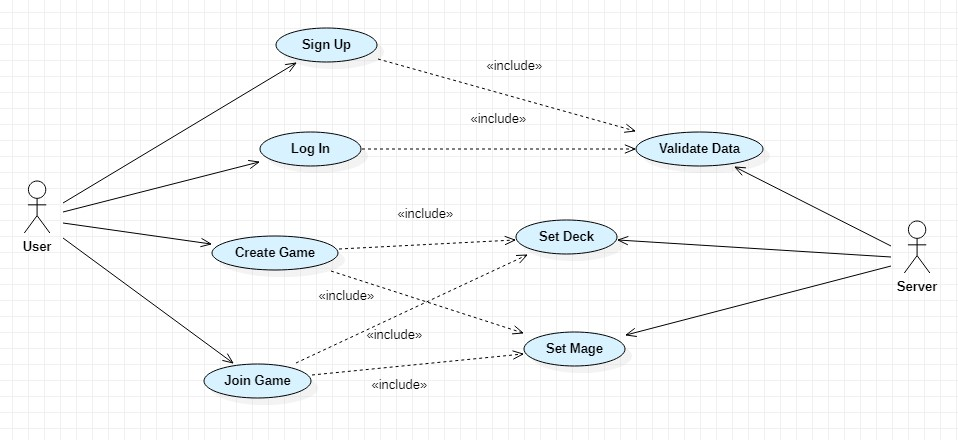 Sign Up
«include»
«include»
Log In
Validate Data
«include»
User
Set Deck
Create Game
Server
«include»
«include»
Set Mage
Join Game
«include»